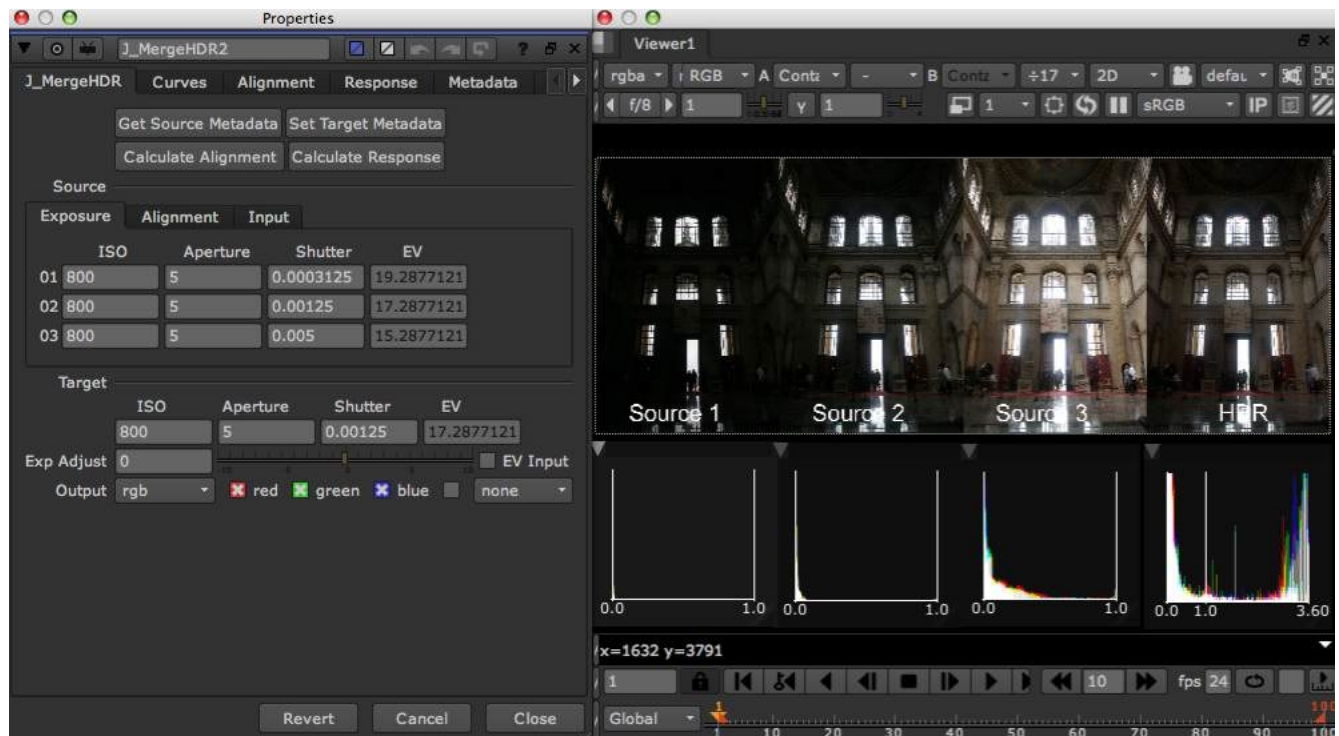 Properties
J_MergeHDR2
?
J_MergeHDR Curves Alignment Response Metadata
Get Source Metadata Set Target Metadata
Calculate Alignment Calculate Response
Source
Exposure Alignment Input
ISO Aperture Shutter EV
01 800 5 0.0003125 19.2877121
02 800 5 0.00125 17.2877121
03 800 5 0.005 15.2877121
Target
ISO Aperture Shutter EV
800 5 0.00125 17.2877121
Exp Adjust 0 EV Input
Output rgb red green blue none
Revert Cancel Close
Viewer1
rgba RGB A Conta - B Conta ÷17 2D defau
f/8 1 Y 1 1 sRGB IP
Source 1 Source 2 Source 3 HDR
0.0 1.0 0.0 1.0 0.0 1.0 0.0 1.0 3.60
x=1632 y=3791
1 10 fps 24
Global 1 100
1 10 20 30 40 50 60 70 80 90 100